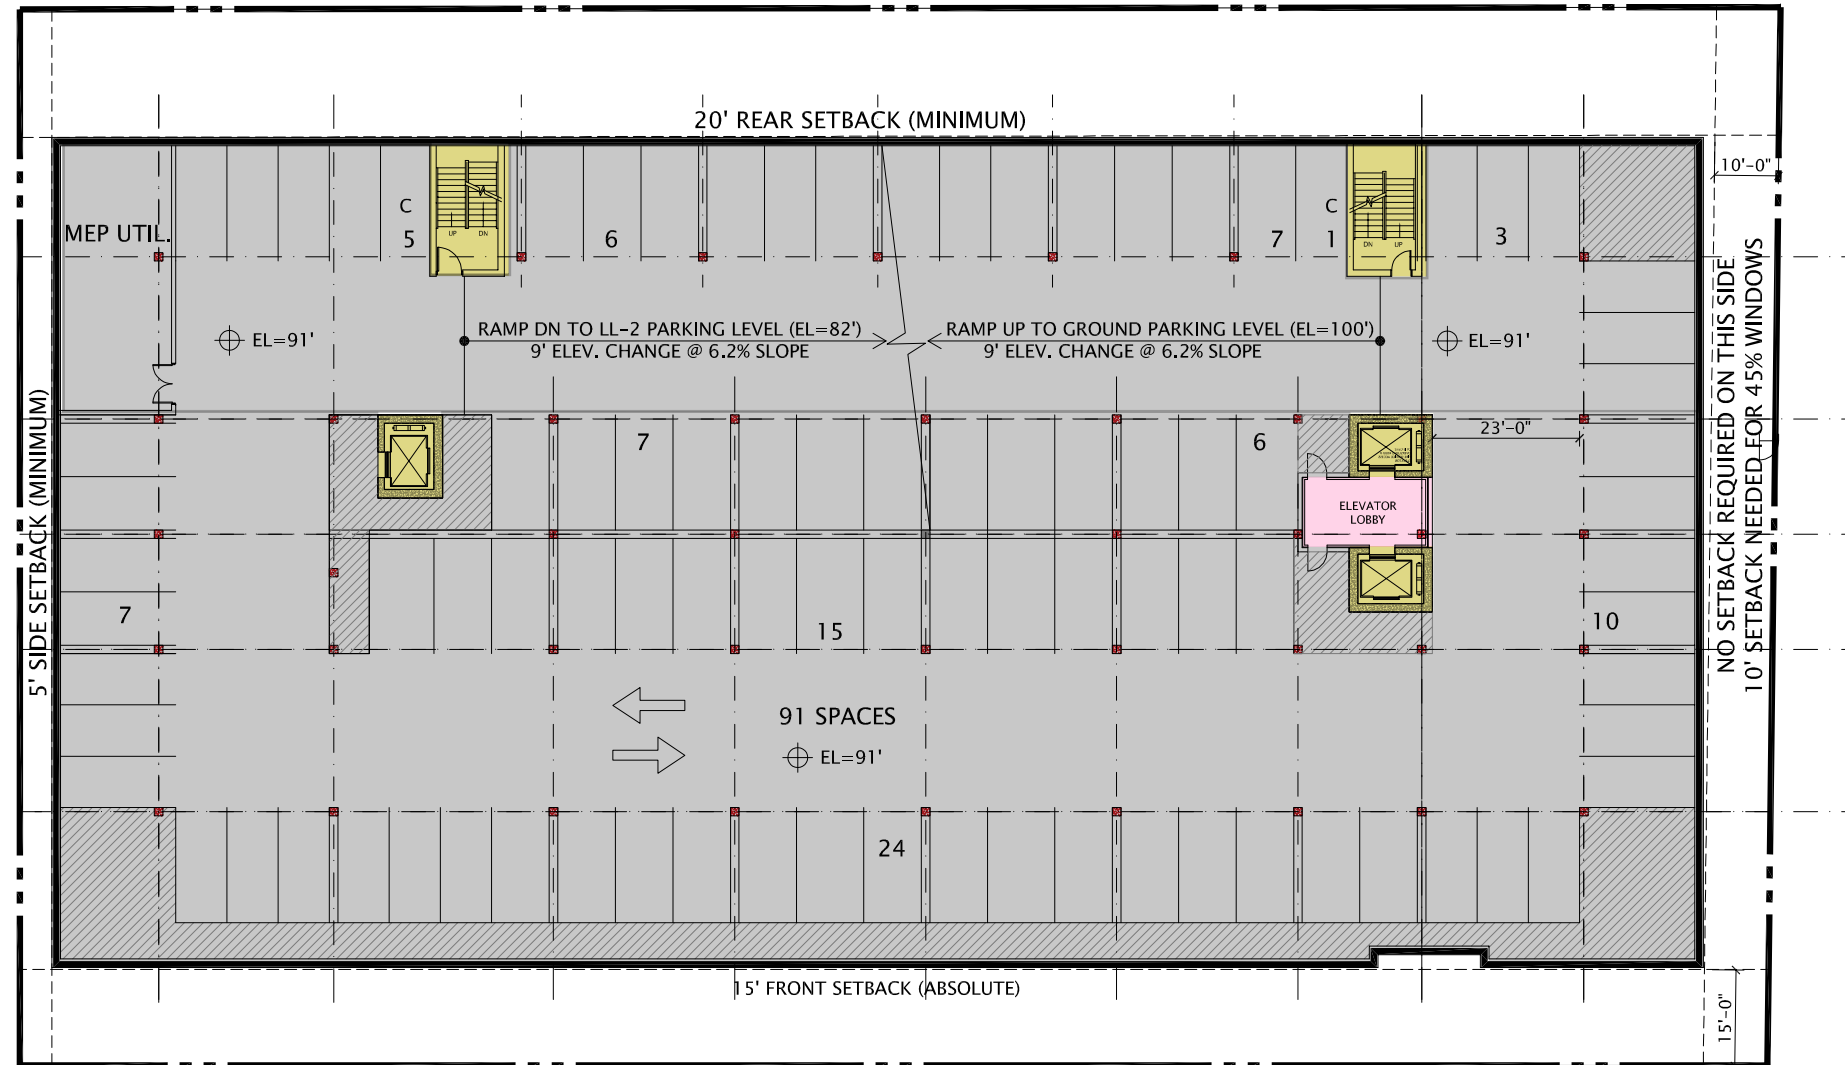 20' REAR SETBACK (MINIMUM)
10'-0"
MEP UTIL.
C
5
UP
DN
6
7
C
1
DN
UP
3
EL=91'
RAMP DN TO LL-2 PARKING LEVEL (EL=82')
9' ELEV. CHANGE @ 6.2% SLOPE
RAMP UP TO GROUND PARKING LEVEL (EL=100')
9' ELEV. CHANGE @ 6.2% SLOPE
EL=91'
5' SIDE SETBACK (MINIMUM)
NO SETBACK REQUIRED ON THIS SIDE
10' SETBACK NEEDED FOR 45% WINDOWS
7
6
23'-0"
ELEVATOR
LOBBY
7
15
10
91 SPACES
EL=91'
24
15' FRONT SETBACK (ABSOLUTE)
15'-0"